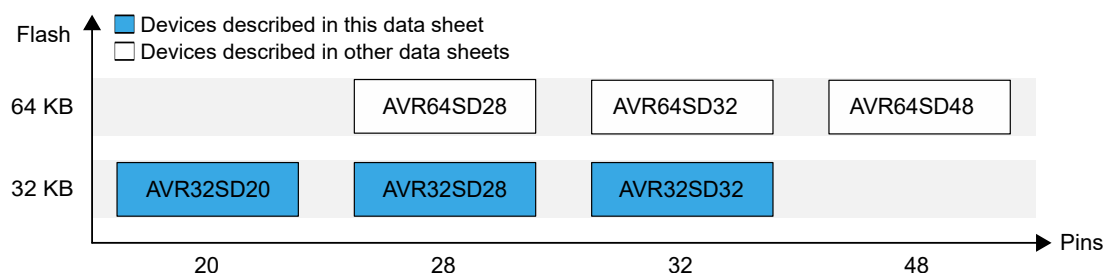 Flash
Devices described in this data sheet
Devices described in other data sheets
64 KB
AVR64SD28
AVR64SD32
AVR64SD48
32 KB
AVR32SD20
AVR32SD28
AVR32SD32
Pins
20
28
32
48